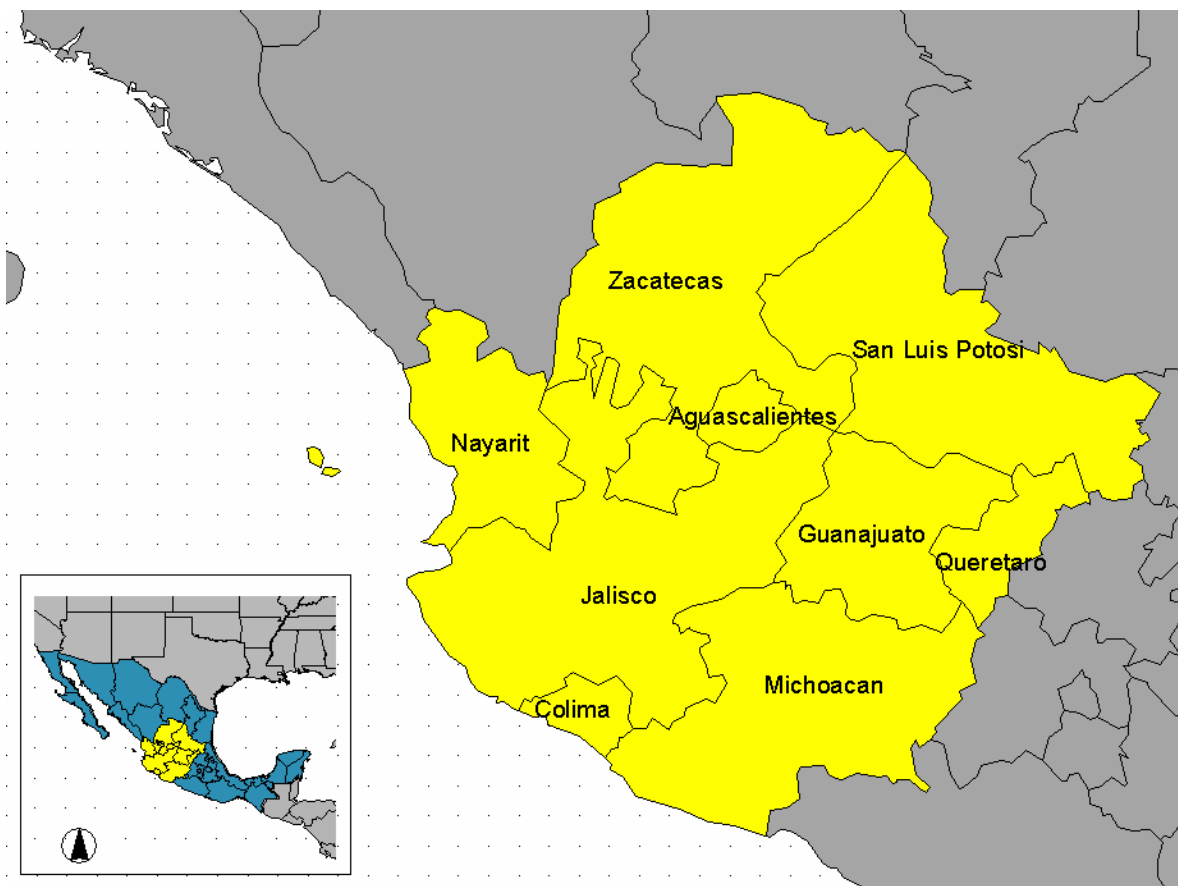 Zacatecas
San Luis Potosi
Aguascalientes
Nayarit
Guanajuato
Queretaro
Jalisco
Michoacan
Colima